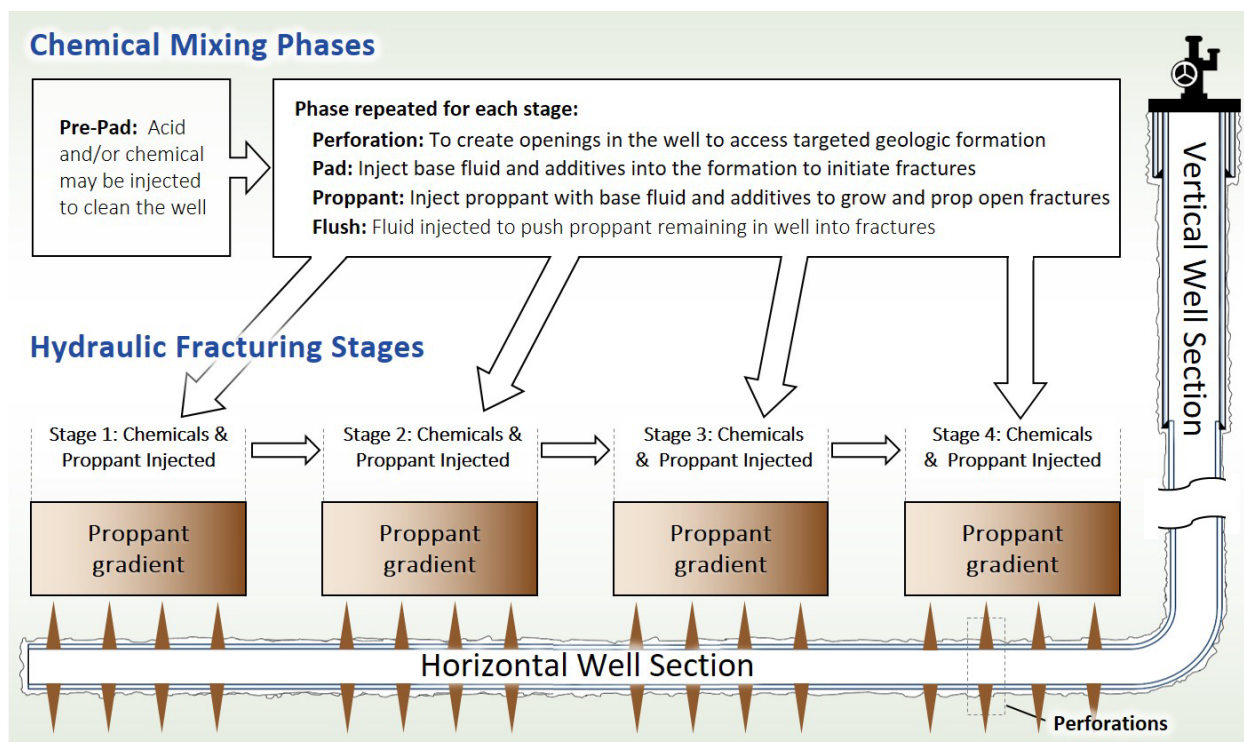 Chemical Mixing Phases
Pre-Pad: Acid
and/or chemical
may be injected
to clean the well
Phase repeated for each stage:
Perforation: To create openings in the well to access targeted geologic formation
Pad: Inject base fluid and additives into the formation to initiate fractures
Proppant: Inject proppant with base fluid and additives to grow and prop open fractures
Flush: Fluid injected to push proppant remaining in well into fractures
Vertical Well Section
Hydraulic Fracturing Stages
Stage 1: Chemicals &
Proppant Injected
Stage 2: Chemicals &
Proppant Injected
Stage 3: Chemicals
& Proppant Injected
Stage 4: Chemicals
& Proppant Injected
Proppant
gradient
Proppant
gradient
Proppant
gradient
Proppant
gradient
Horizontal Well Section
Perforations